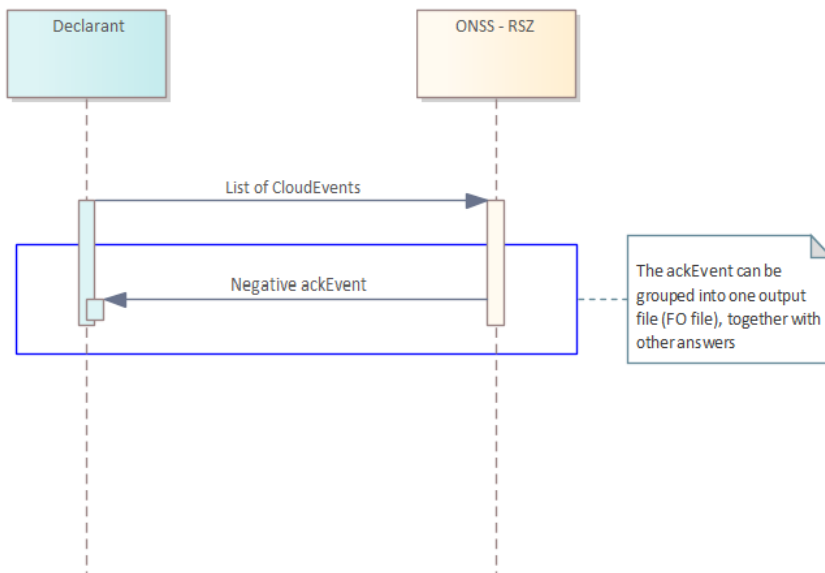 Declarant
ONSS - RSZ
List of CloudEvents
Negative ackEvent
The ackEvent can be
grouped into one output
file (FO file), together with
other answers